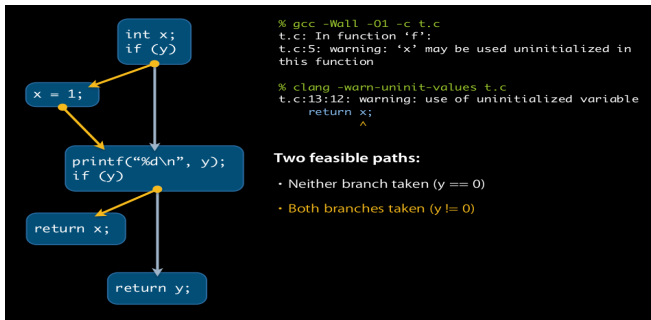 int x;
if (y)
x = 1;
printf(“%d\n”, y);
if (y)
return x;
return y;
% gcc -Wall -O1 -c t.c
t.c: In function ‘f’:
t.c:5: warning: ‘x’ may be used uninitialized in
this function
% clang -warn-uninit-values t.c
t.c:13:12: warning: use of uninitialized variable
return x;
^
Two feasible paths:
• Neither branch taken (y == 0)
• Both branches taken (y != 0)